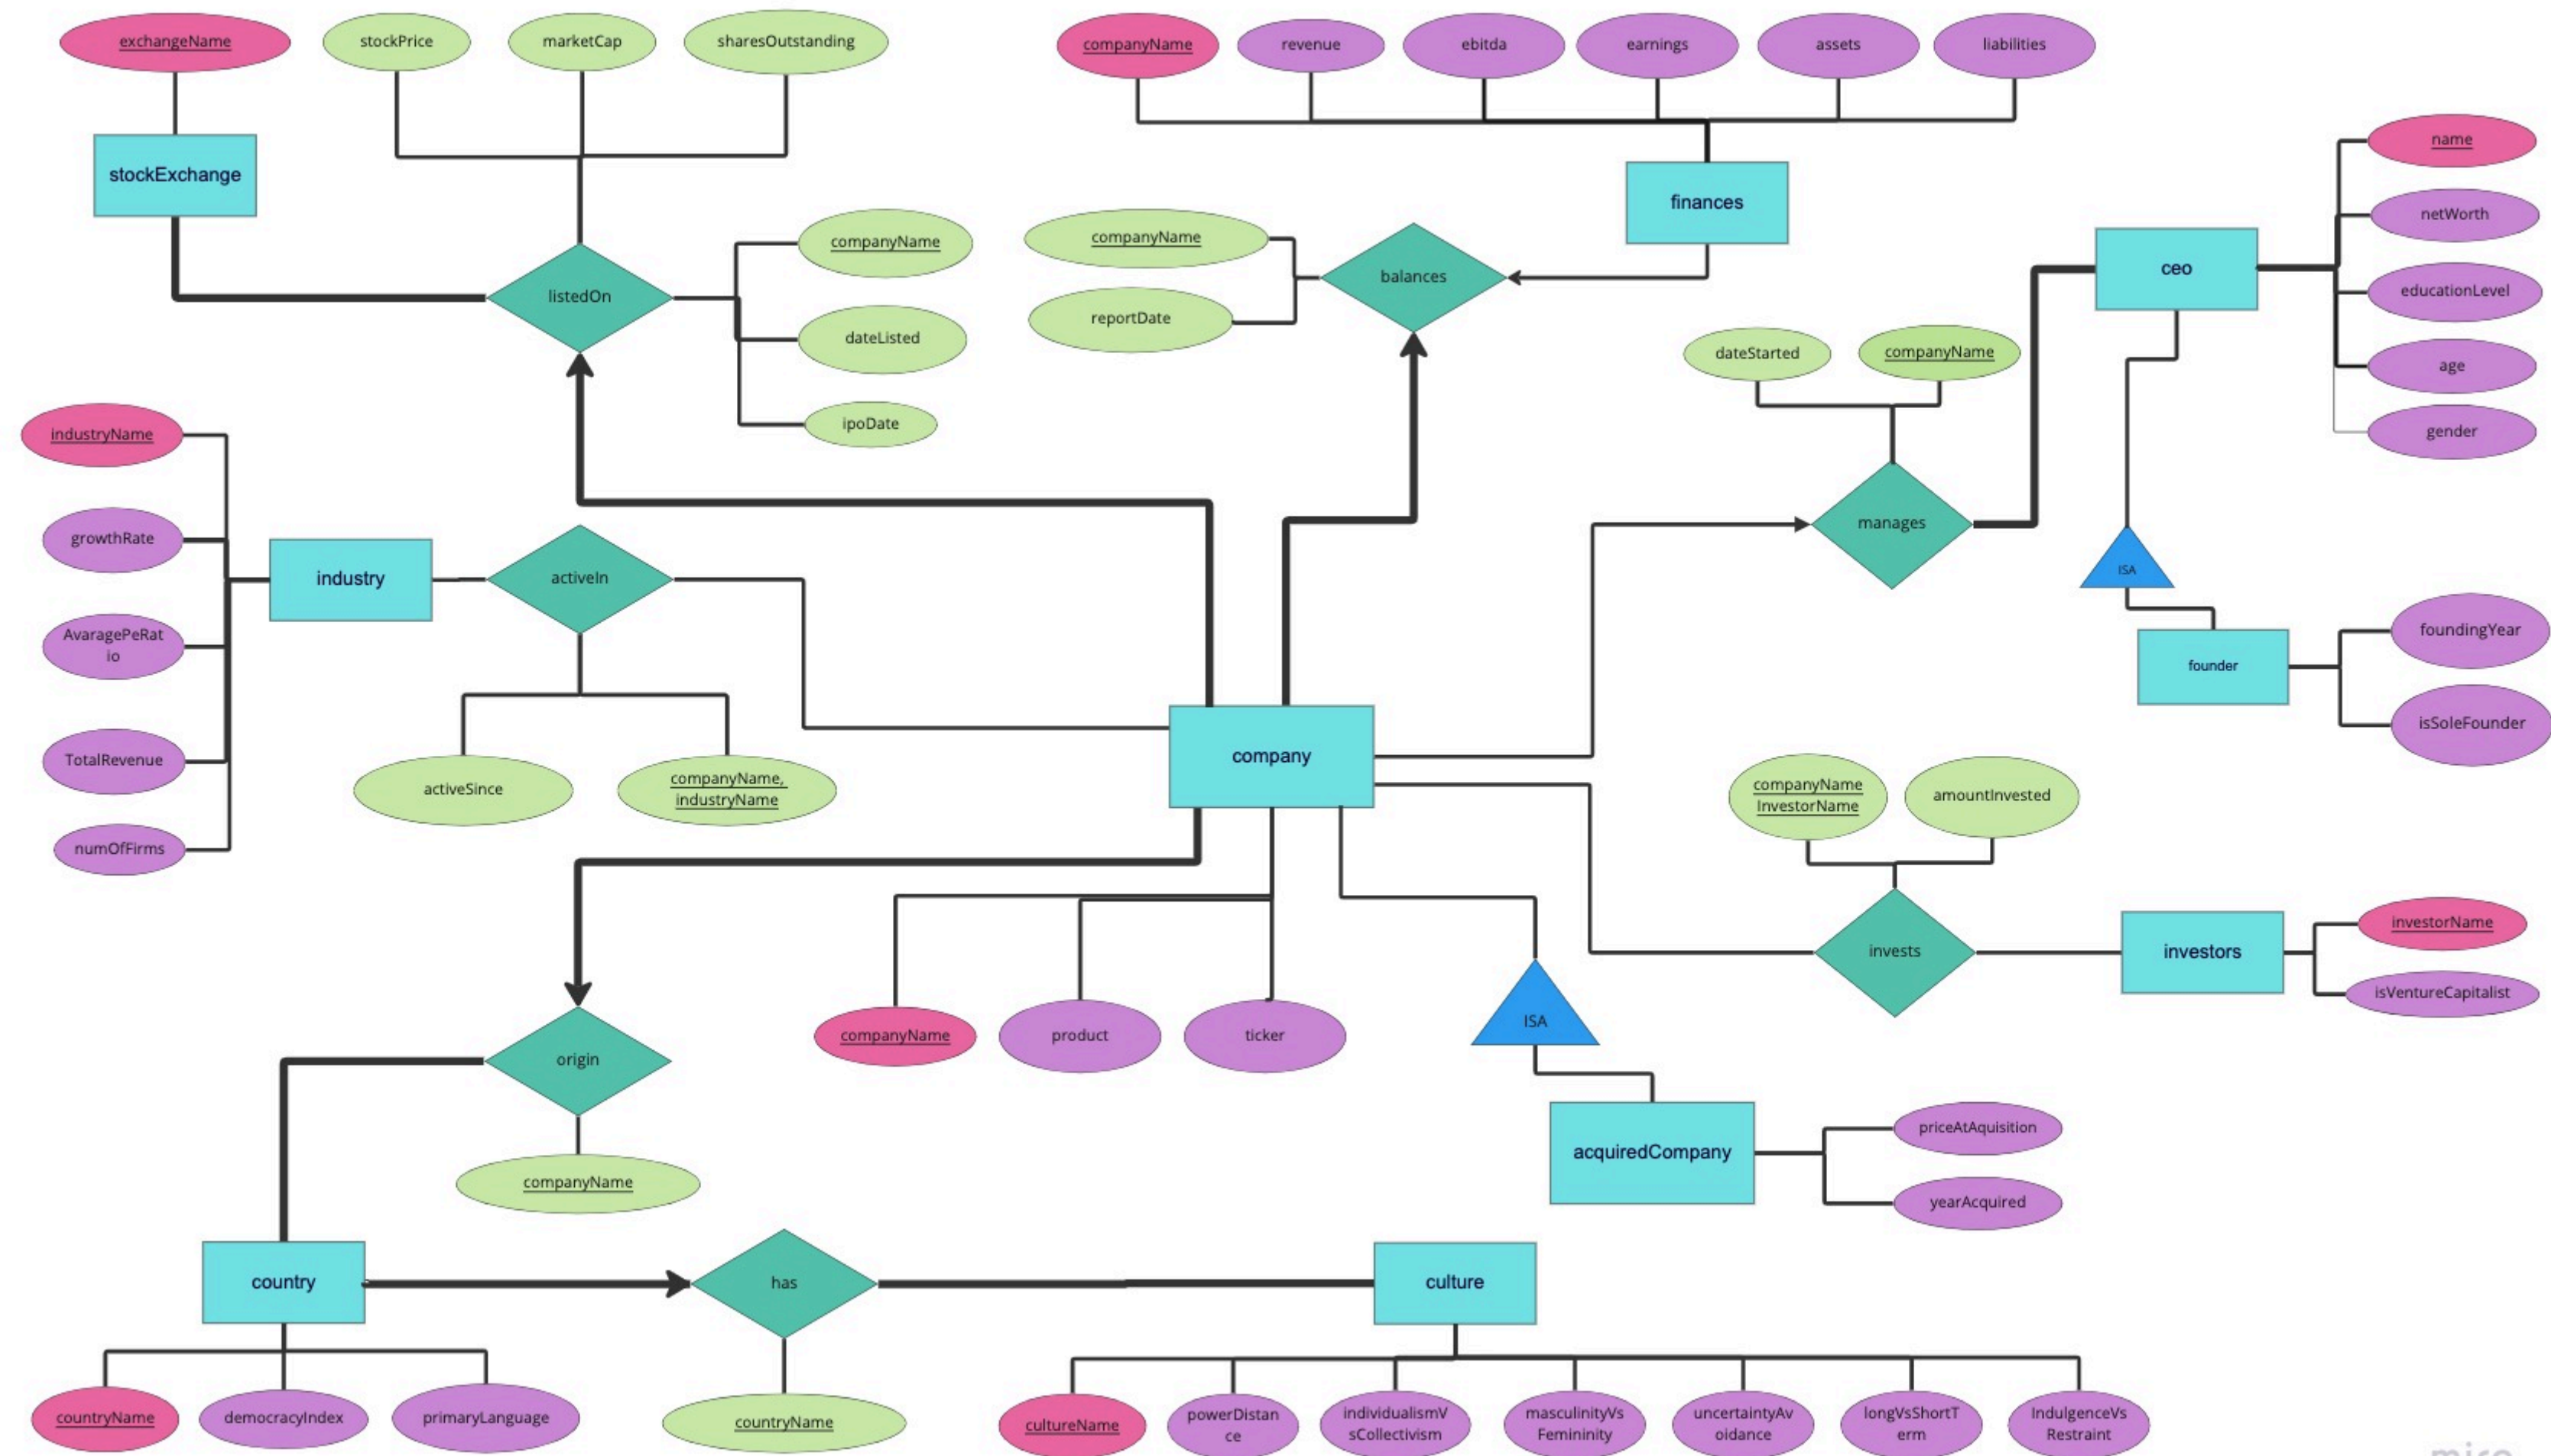 exchangeName
stockPrice
marketCap
sharesOutstanding
companyName
revenue
ebitda
earnings
assets
liabilities
stockExchange
finances
name
netWorth
ceo
educationLevel
age
gender
companyName
listedOn
dateListed
ipoDate
companyName
balances
reportDate
dateStarted
companyName
manages
industryName
growthRate
industry
activeIn
AvaragePeRat
io
TotalRevenue
numOfFirms
activeSince
companyName,
industryName
company
ISA
founder
foundingYear
isSoleFounder
companyName
InvestorName
amountInvested
invests
investors
investorName
isVentureCapitalist
companyName
product
ticker
ISA
origin
companyName
acquiredCompany
priceAtAquisition
yearAcquired
country
has
culture
countryName
democracyIndex
primaryLanguage
countryName
cultureName
powerDistan
ce
individualismV
sCollectivism
masculinityVs
Femininity
uncertaintyAv
oidance
longVsShortT
erm
IndulgenceVs
Restraint